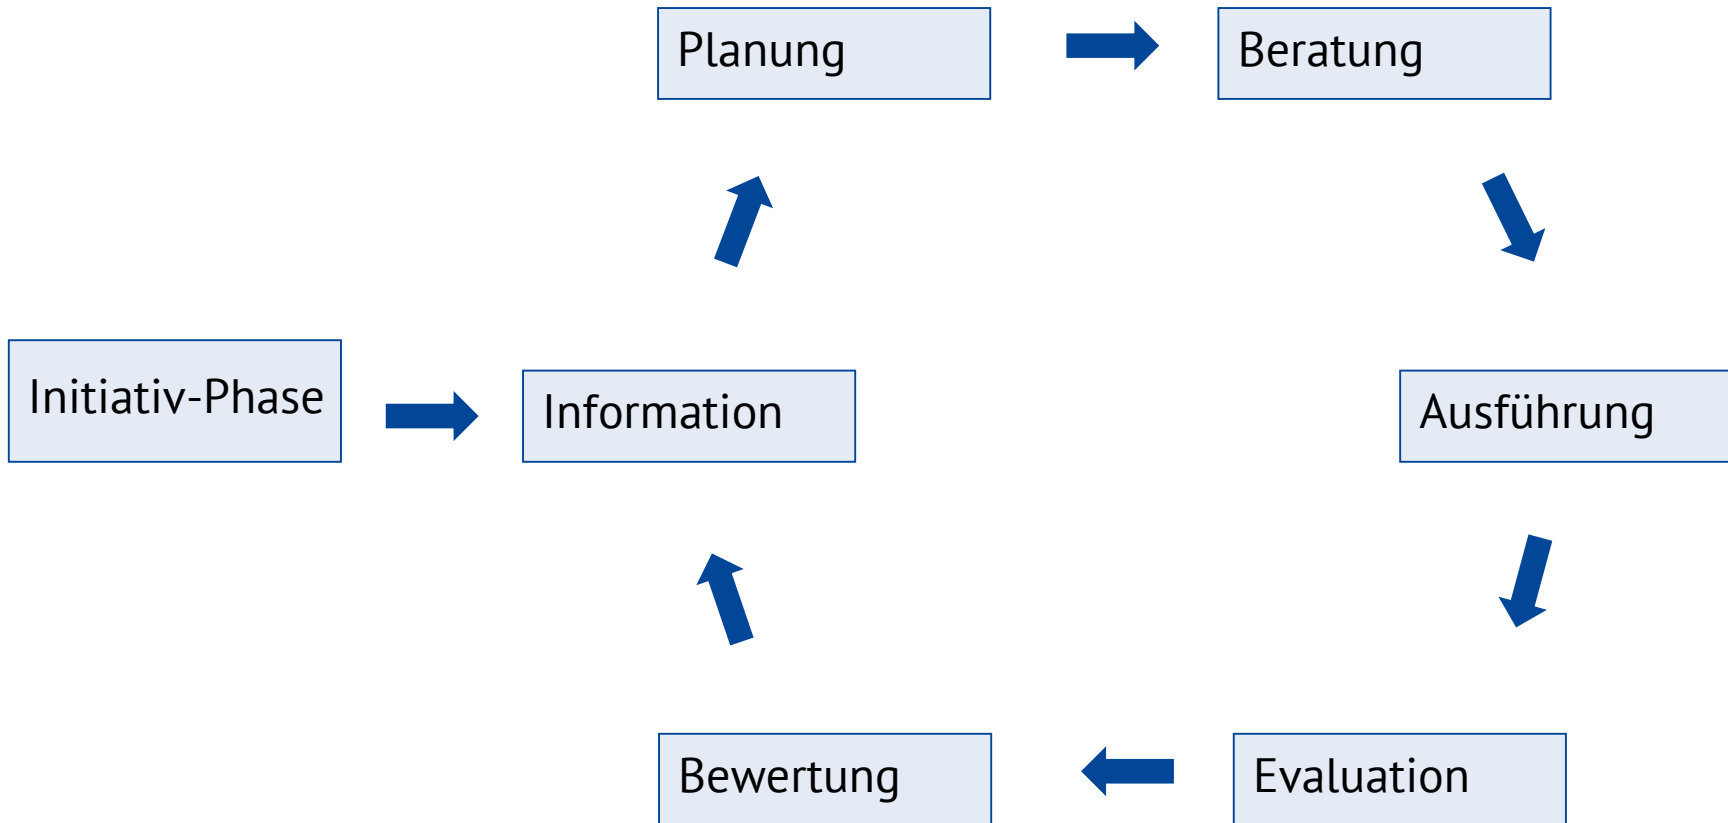 Planung
Beratung
Initiativ-Phase
Information
Ausführung
Bewertung
Evaluation